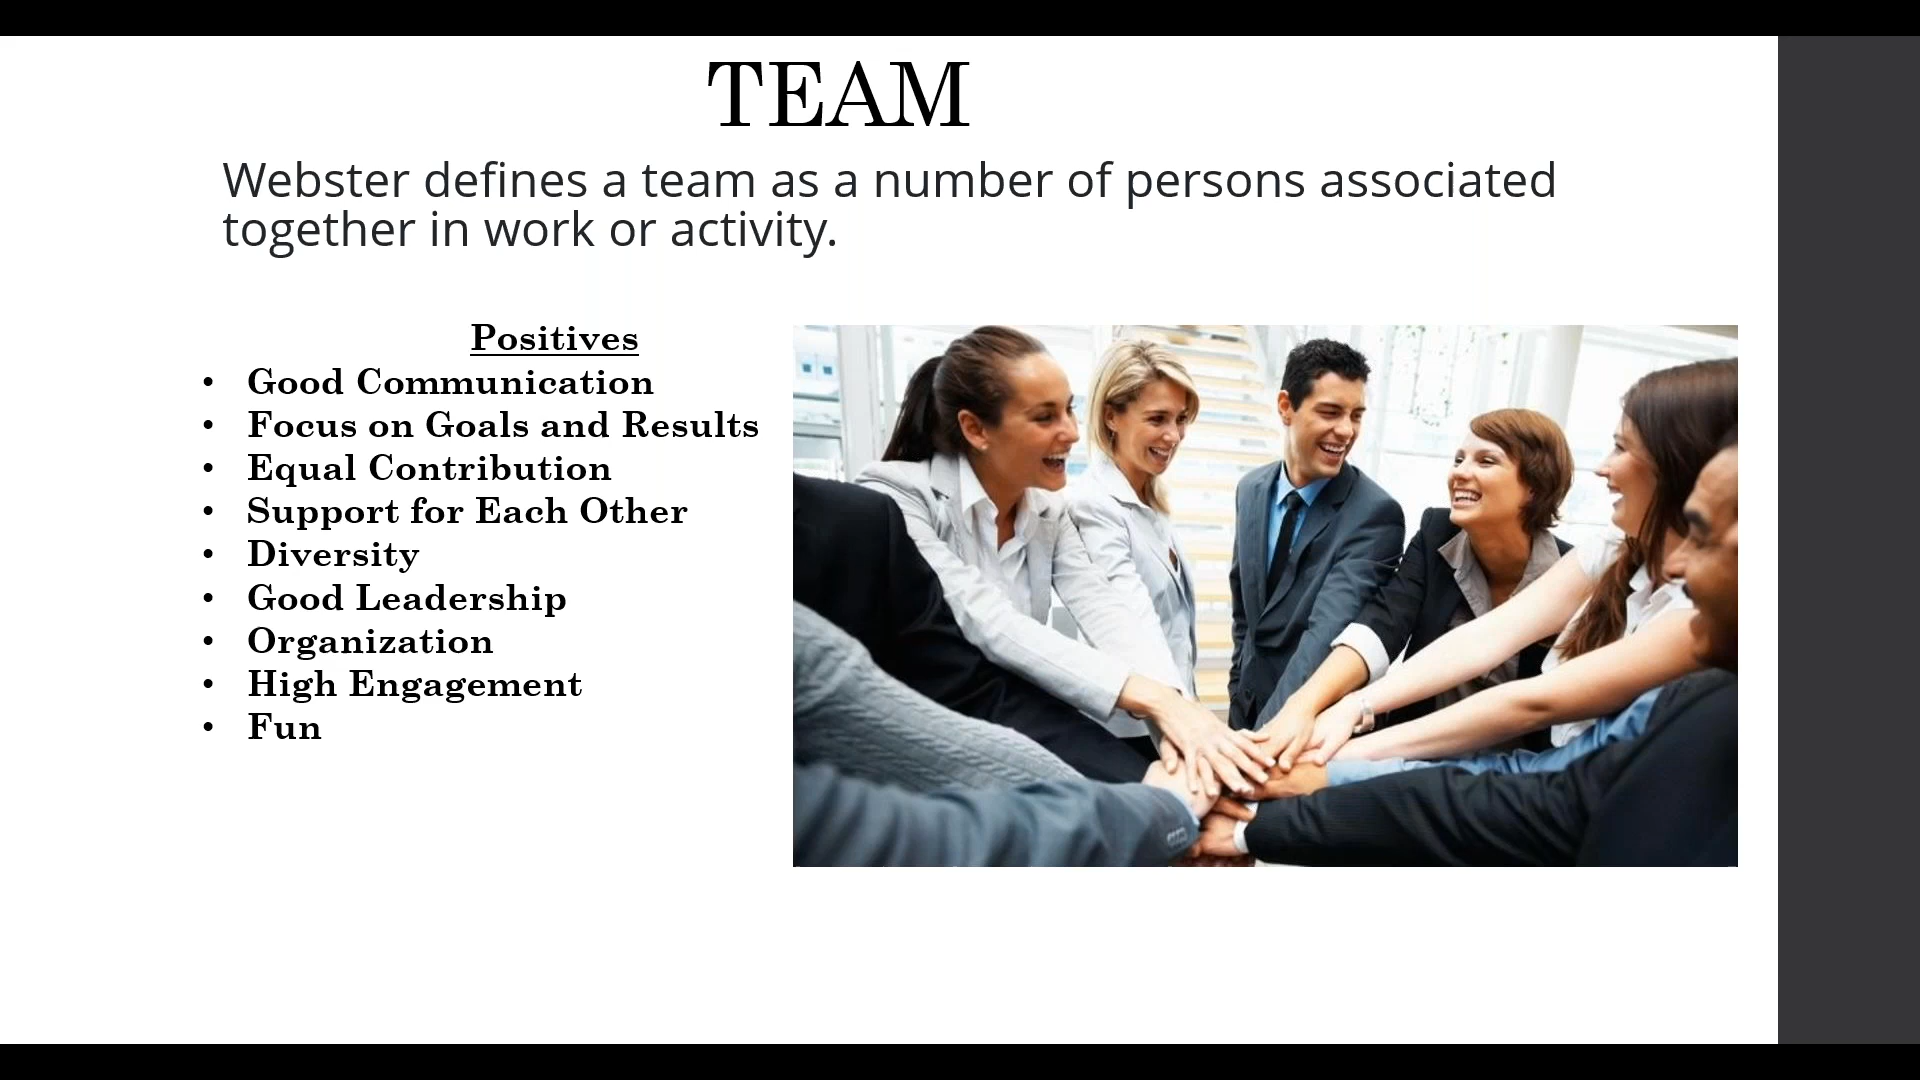 TEAM
Webster defines a team as a number of persons associated
together in work or activity.
Positives
• Good Communication
• Focus on Goals and Results
• Equal Contribution
• Support for Each Other
• Diversity
• Good Leadership
• Organization
• High Engagement
• Fun